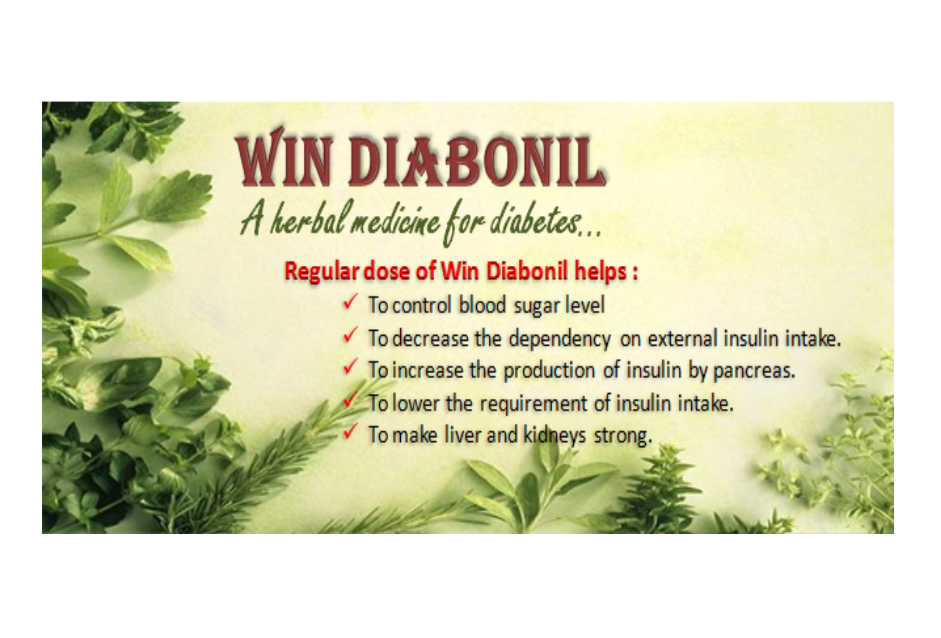 WIN DIABONIL
A herbal medicine for diabetes...
Regular dose of Win Diabonil helps :
✓ To control blood sugar level
✓ To decrease the dependency on external insulin intake.
✓ To increase the production of insulin by pancreas.
✓ To lower the requirement of insulin intake.
✓ To make liver and kidneys strong.